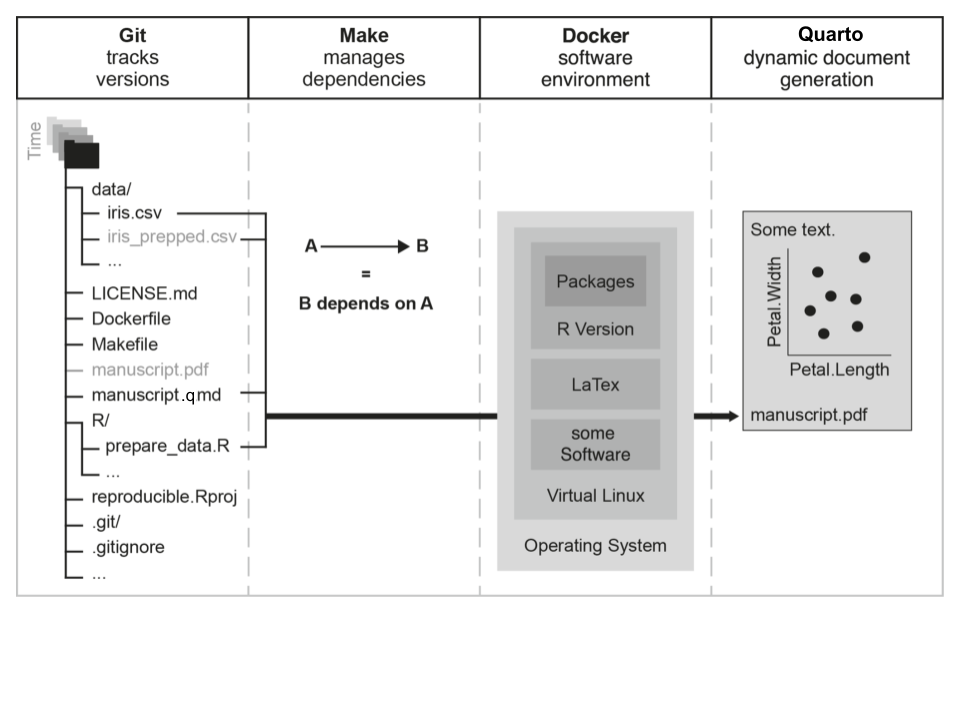 Git
tracks
versions
Make
manages
dependencies
Docker
software
environment
Quarto
dynamic document
generation
Time
data/
iris.csv
iris_prepped.csv
...
LICENSE.md
Dockerfile
Makefile
manuscript.pdf
manuscript.qmd
R/
prepare_data.R
...
reproducible.Rproj
.git/
.gitignore
...
A B
=
B depends on A
Packages
R Version
LaTex
some
Software
Virtual Linux
Operating System
Some text.
Petal.Width
Petal.Length
manuscript.pdf